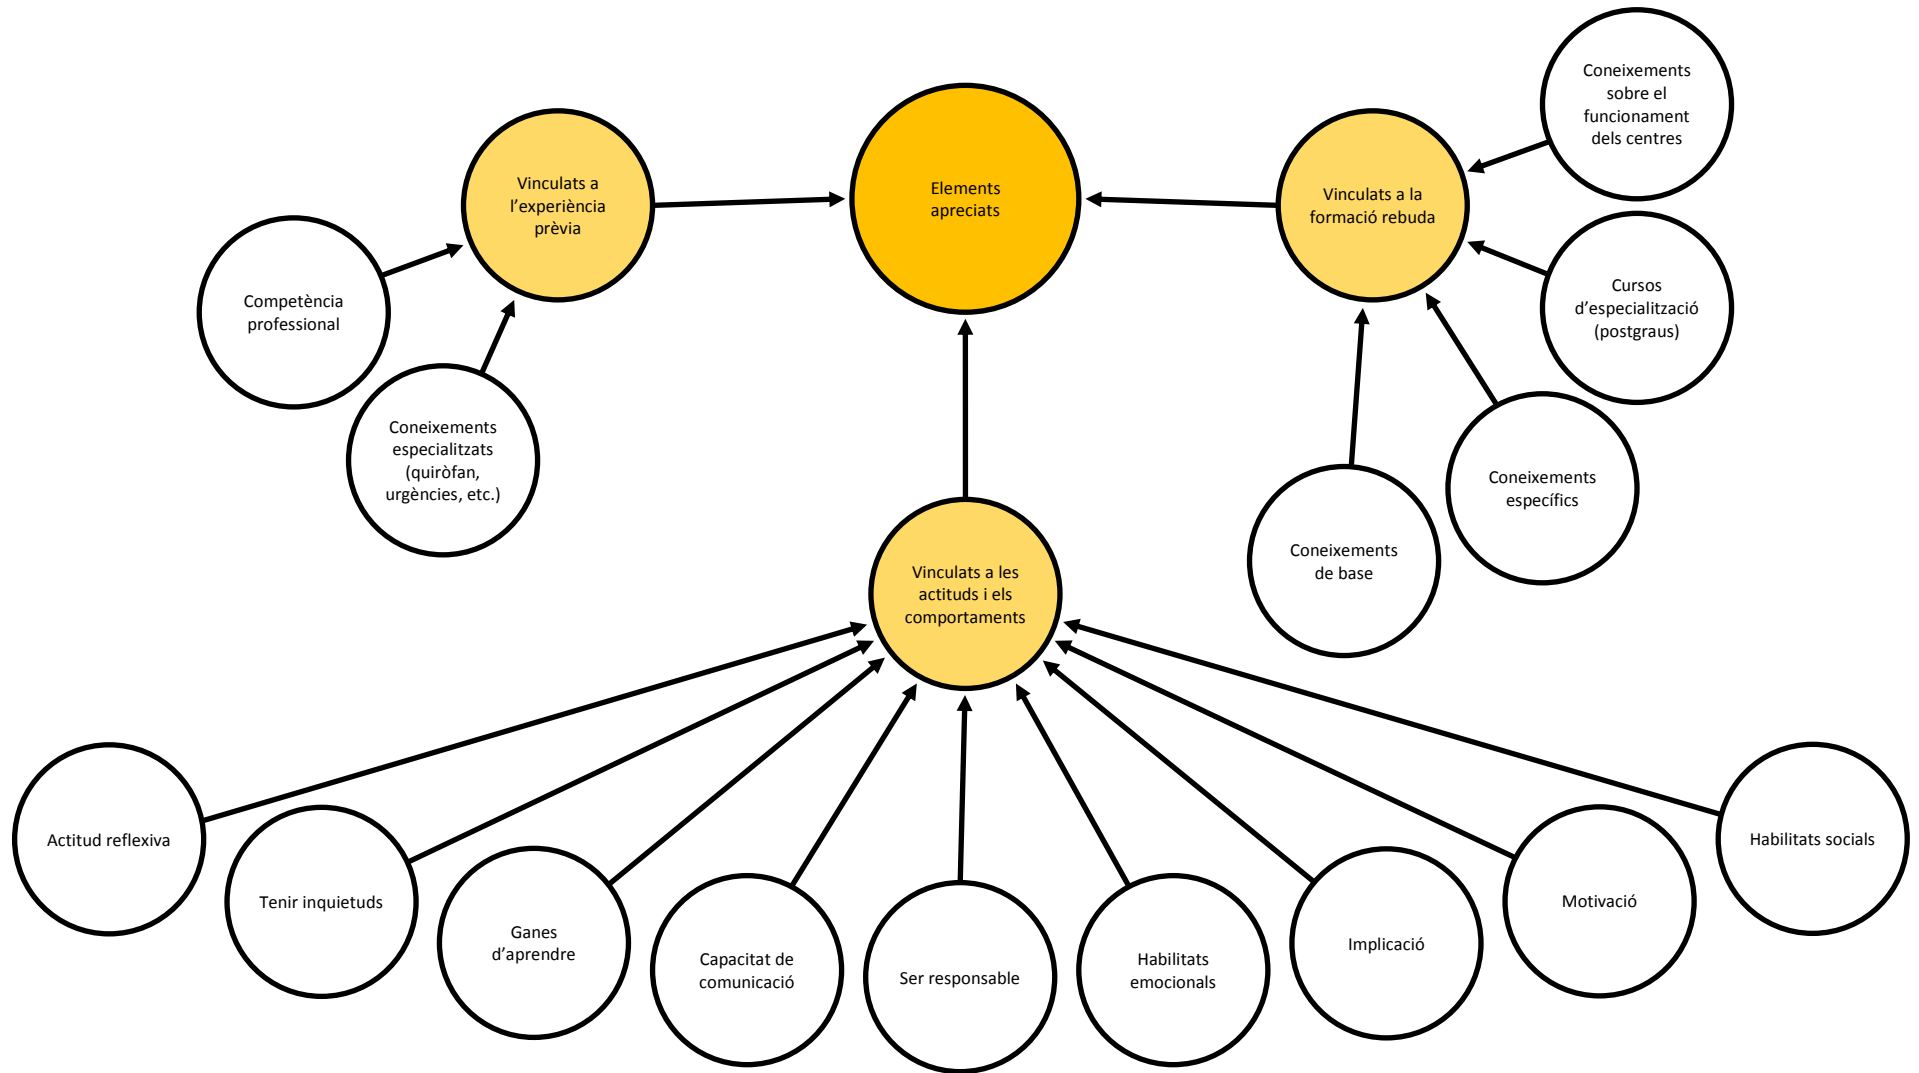 Coneixements
sobre el
funcionament
dels centres
Vinculats a
l’experiència
prèvia
Elements
apreciats
Vinculats a la
formació rebuda
Competència
professional
Cursos
d’especialització
(postgraus)
Coneixements
especialitzats
(quiròfan,
urgències, etc.)
Coneixements
específics
Coneixements
de base
Vinculats a les
actituds i els
comportaments
Actitud reflexiva
Tenir inquietuds
Ganes
d’aprendre
Capacitat de
comunicació
Ser responsable
Habilitats
emocionals
Implicació
Motivació
Habilitats socials